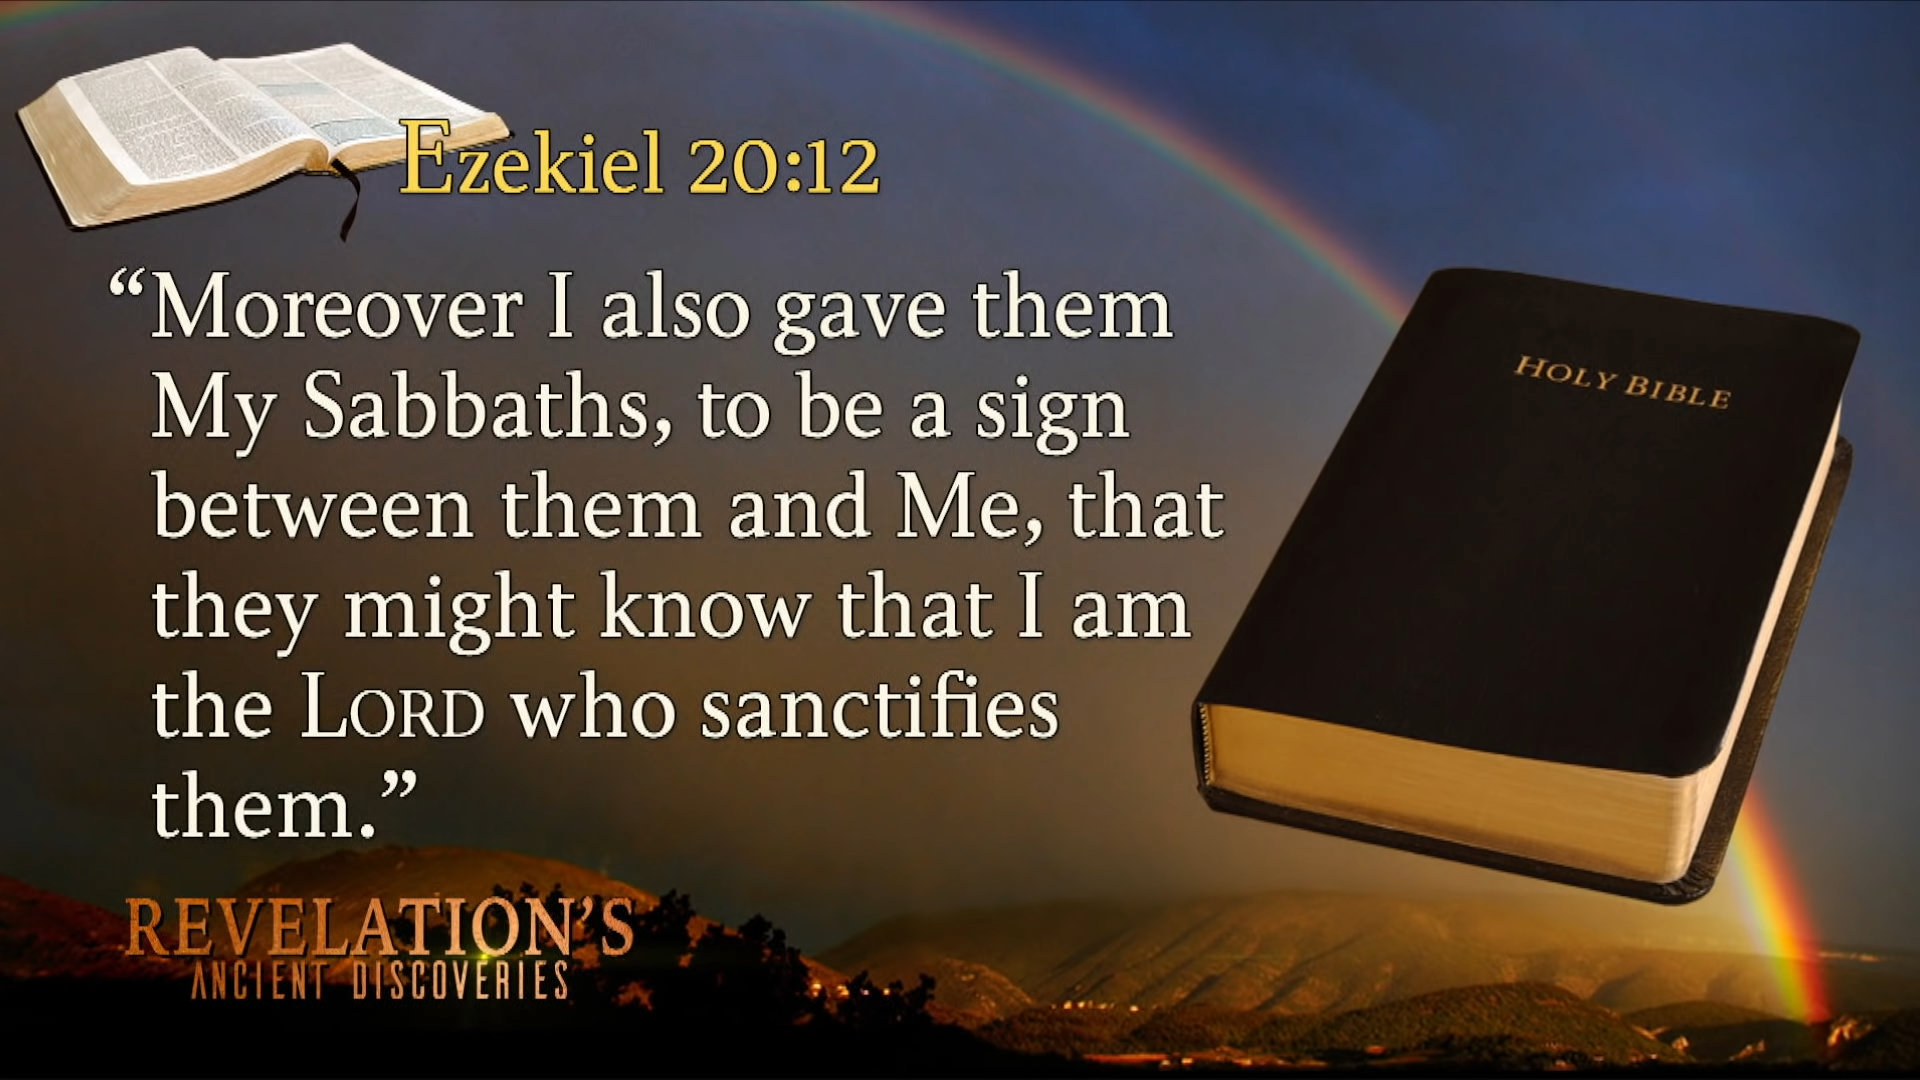 Ezekiel 20:12
“Moreover I also gave them
My Sabbaths, to be a sign
between them and Me, that
they might know that I am
the LORD who sanctifies
them.”
HOLY BIBLE
REVELATION’S
ANCIENT DISCOVERIES